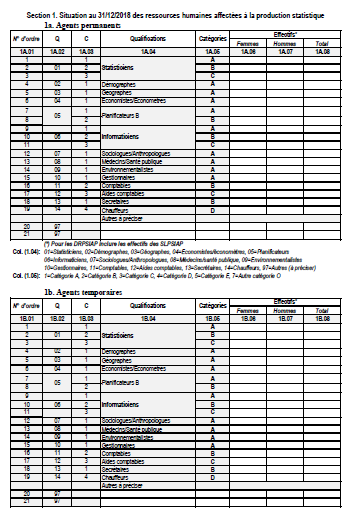 Section 1. Situation au 31/12/2018 des ressources humaines affectées à la production statistique
1a. Agents permanents
N° d'ordre Q C Qualifications Catégories Effectifs*
Femmes Hommes Total
1A.01 1A.02 1A.03 1A.04 1A.05 1A.06 1A.07 1A.08
1 1 A
2 01 2 Statisticiens B
3 3 C
4 02 1 Démographes A
5 03 1 Géographes A
6 04 1 Economistes/Econometres A
7 05 1 Planificateurs B A
8 2 B
9 1 A
10 06 2 Informaticiens B
11 3 C
12 07 1 Sociologues/Anthropologues A
13 08 1 Médecins/Santé publique A
14 09 1 Environnementalistes A
15 10 1 Gestionnaires A
16 11 2 Comptables B
17 12 3 Aides comptables C
18 13 1 Secrétaires B
19 14 4 Chauffeurs D
Autres à préciser
20 97
21 97
(*) Pour les DRPSIAP inclure les effectifs des SLPSIAP
Col. (1.04): 01=Statisticiens, 02=Démographes, 03=Géographes, 04=Economistes/économètres, 05=Planificateurs
06=Informaticiens, 07=Sociologues/Anthropologues, 08=Médecins/santé publique, 09=Environnementalistes
10=Gestionnaires, 11=Comptables, 12=Aides comptables, 13=Secrétaires, 14=Chauffeurs, 97=Autres (à préciser)
Col. (1.05): 1=Catégorie A, 2=Catégorie B, 3=Catégorie C, 4=Catégorie D, 5=Catégorie E, 7=Autre catégorie O
1b. Agents temporaires
N° d'ordre Q C Qualifications Catégories Effectifs*
Femmes Hommes Total
1B.01 1B.02 1B.03 1B.04 1B.05 1B.06 1B.07 1B.08
1 1 A
2 01 2 Statisticiens B
3 3 C
4 02 1 Démographes A
5 03 1 Géographes A
6 04 1 Economistes/Econometres A
7 05 1 Planificateurs B A
8 2 B
9 1 A
10 06 2 Informaticiens B
11 3 C
12 07 1 Sociologues/Anthropologues A
13 08 1 Médecins/Santé publique A
14 09 1 Environnementalistes A
15 10 1 Gestionnaires A
16 11 2 Comptables B
17 12 3 Aides comptables C
18 13 1 Secrétaires B
19 14 4 Chauffeurs D
Autres à préciser
20 97
21 97